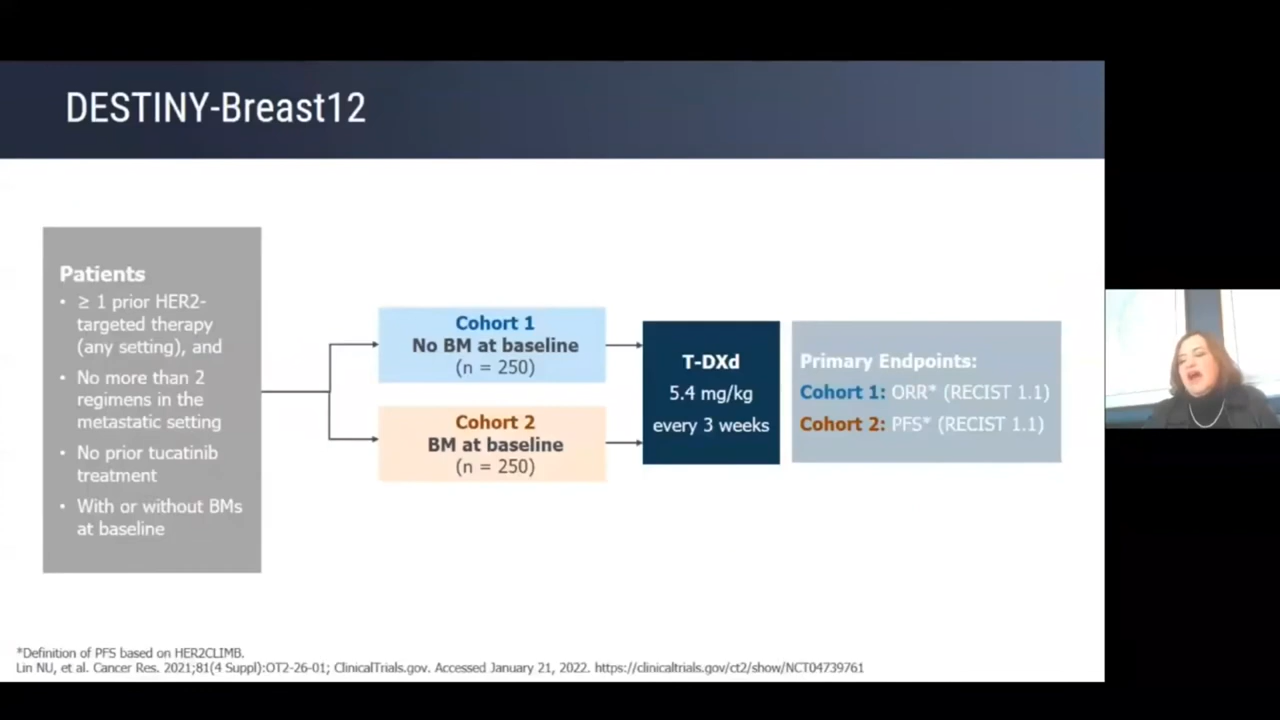 DESTINY-Breast12
Patients
• ≥ 1 prior HER2-
targeted therapy
(any setting), and
• No more than 2
regimens in the
metastatic setting
• No prior tucatinib
treatment
• With or without BMs
at baseline
Cohort 1
No BM at baseline
(n = 250)
Cohort 2
BM at baseline
(n = 250)
T-DXd
5.4 mg/kg
every 3 weeks
Primary Endpoints:
Cohort 1: ORR* (RECIST 1.1)
Cohort 2: PFS* (RECIST 1.1)
*Definition of PFS based on HER2CLIMB.
Lin NU, et al. Cancer Res. 2021;81(4 Suppl):OT2-26-01; ClinicalTrials.gov. Accessed January 21, 2022. https://clinicaltrials.gov/ct2/show/NCT04739761